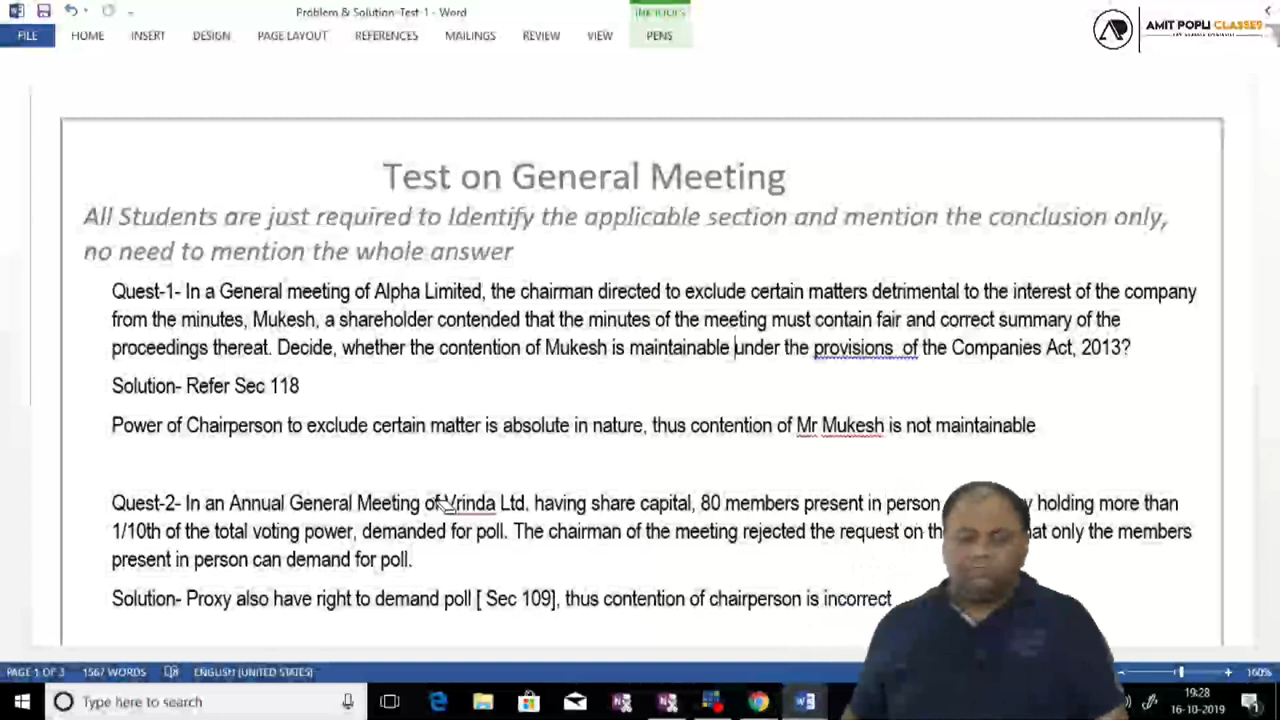 Problem & Solution-Test-1 - Word
INK TOOLS
FILE HOME INSERT DESIGN PAGE LAYOUT REFERENCES MAILINGS REVIEW VIEW PENS
AMIT POPLI CLASSES
Test on General Meeting
All Students are just required to Identify the applicable section and mention the conclusion only,
no need to mention the whole answer
Quest-1- In a General meeting of Alpha Limited, the chairman directed to exclude certain matters detrimental to the interest of the company
from the minutes, Mukesh, a shareholder contended that the minutes of the meeting must contain fair and correct summary of the
proceedings thereat. Decide, whether the contention of Mukesh is maintainable under the provisions of the Companies Act, 2013?
Solution- Refer Sec 118
Power of Chairperson to exclude certain matter is absolute in nature, thus contention of Mr Mukesh is not maintainable
Quest-2- In an Annual General Meeting of Vrinda Ltd. having share capital, 80 members present in person holding more than
1/10th of the total voting power, demanded for poll. The chairman of the meeting rejected the request on only the members
present in person can demand for poll.
Solution- Proxy also have right to demand poll [ Sec 109], thus contention of chairperson is incorrect
PAGE 1 OF 3 1567 WORDS ENGLISH (UNITED STATES) 160%
Type here to search
19:28
16-10-2019